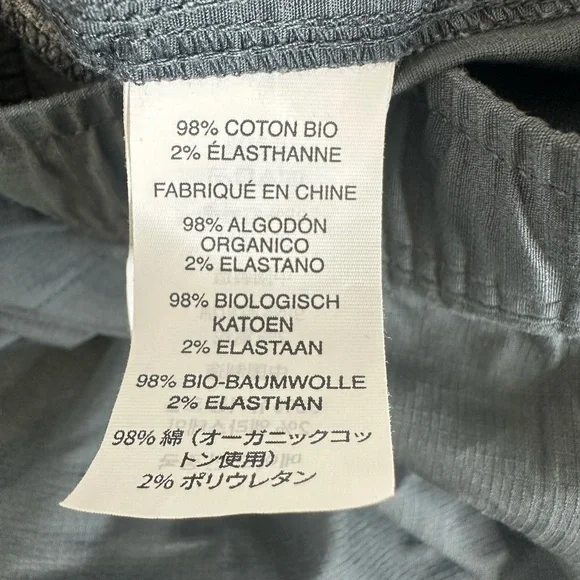 98% COTON BIO
2% ÉLASTHANNE
FABRIQUÉ EN CHINE
98% ALGODÓN
ORGANICO
2% ELASTANO
98% BIOLOGISCH
KATOEN
2% ELASTAAN
98% BIO-BAUMWOLLE
2% ELASTHAN
98% 綿（オーガニックコッ
トン使用）
2% ポリウレタン